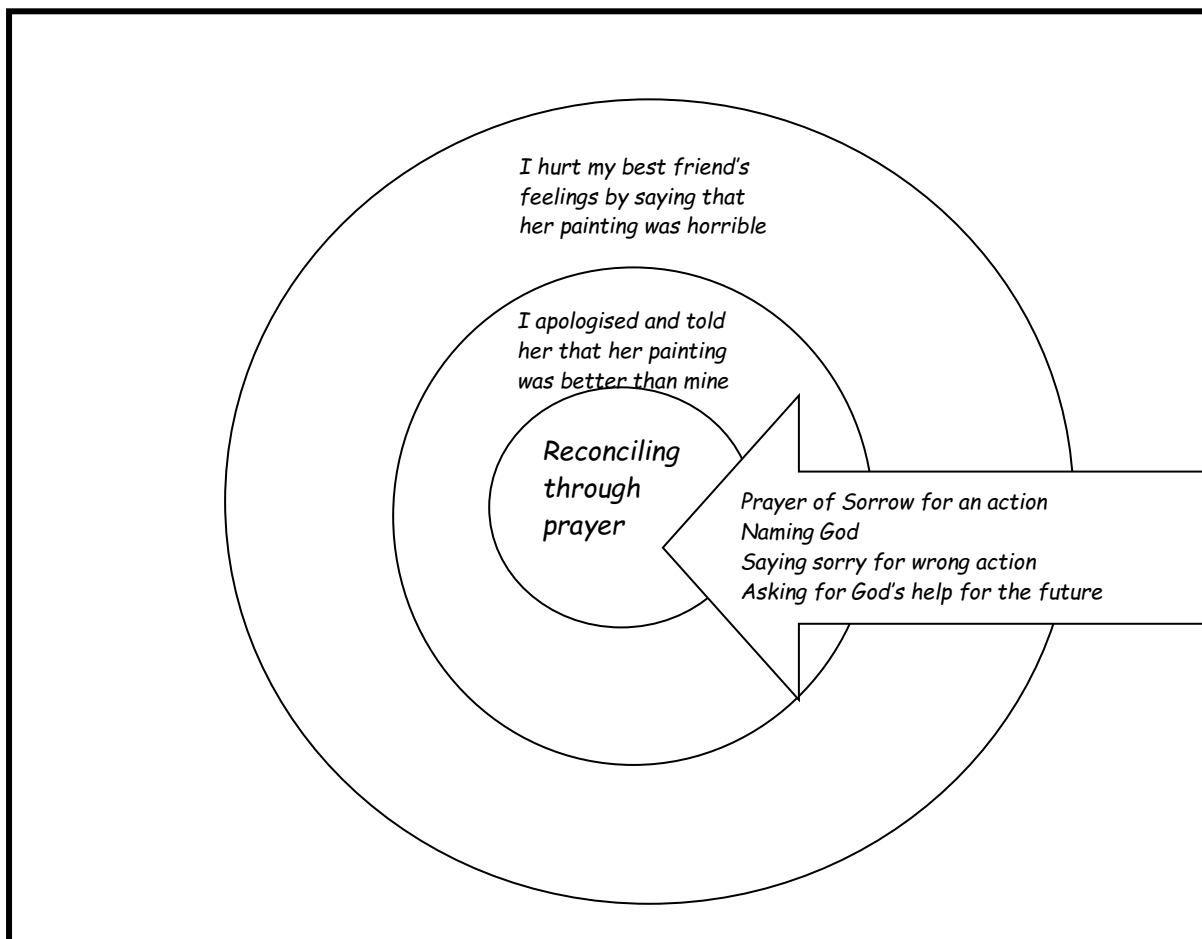 I hurt my best friend's
feelings by saying that
her painting was horrible
I apologised and told
her that her painting
was better than mine
Reconciling
through
prayer
Prayer of Sorrow for an action
Naming God
Saying sorry for wrong action
Asking for God's help for the future